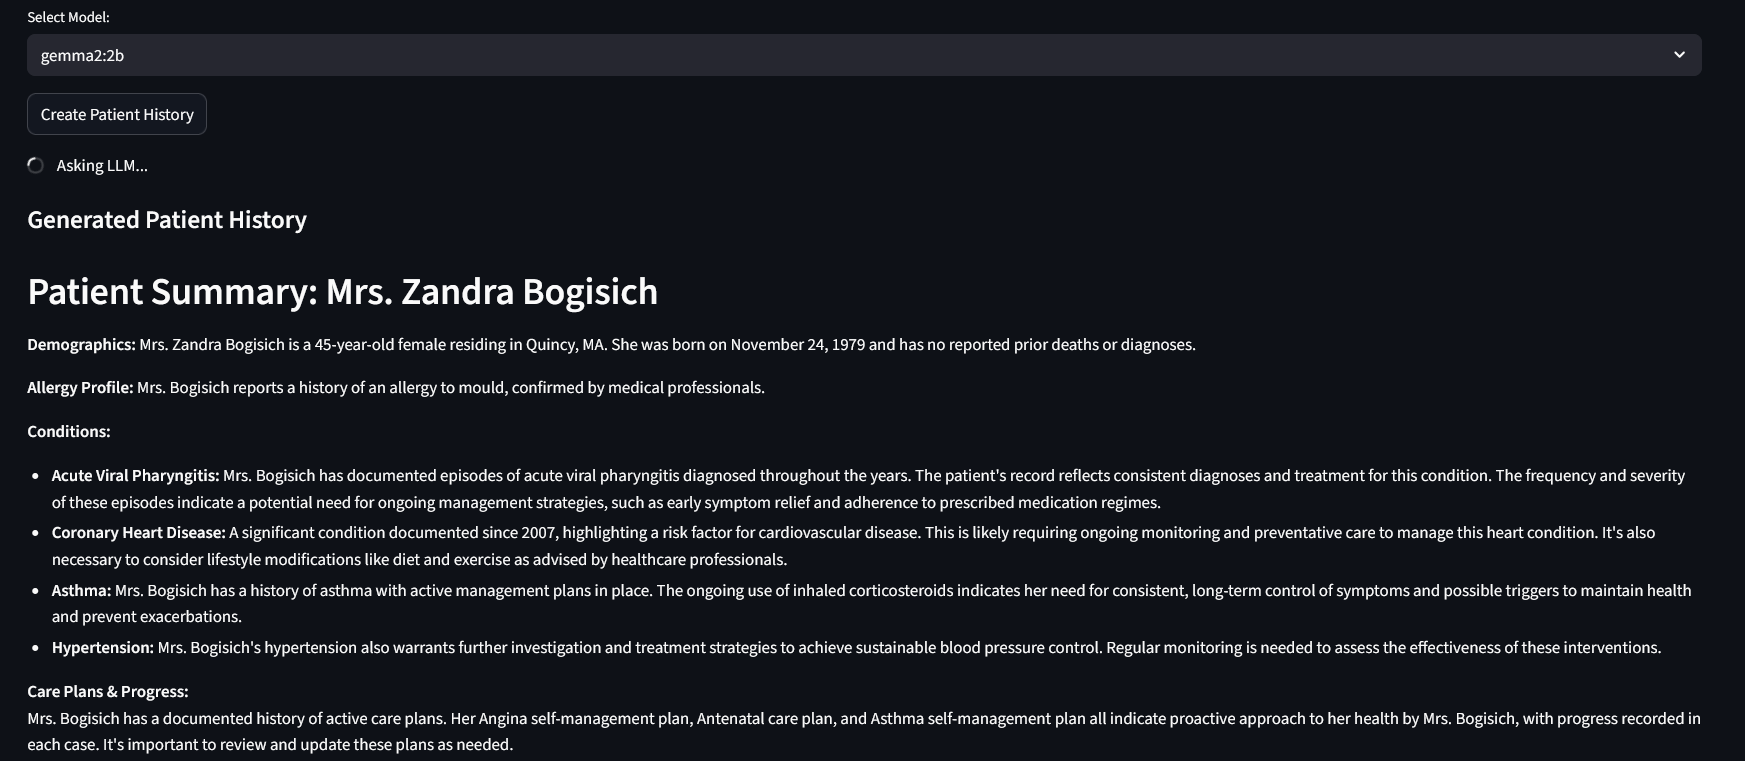 Select Model:
gemma2:2b
Create Patient History
Asking LLM...
Generated Patient History
Patient Summary: Mrs. Zandra Bogisich
Demographics: Mrs. Zandra Bogisich is a 45-year-old female residing in Quincy, MA. She was born on November 24, 1979 and has no reported prior deaths or diagnoses.
Allergy Profile: Mrs. Bogisich reports a history of an allergy to mould, confirmed by medical professionals.
Conditions:
• Acute Viral Pharyngitis: Mrs. Bogisich has documented episodes of acute viral pharyngitis diagnosed throughout the years. The patient's record reflects consistent diagnoses and treatment for this condition. The frequency and severity
of these episodes indicate a potential need for ongoing management strategies, such as early symptom relief and adherence to prescribed medication regimes.
• Coronary Heart Disease: A significant condition documented since 2007, highlighting a risk factor for cardiovascular disease. This is likely requiring ongoing monitoring and preventative care to manage this heart condition. It's also
necessary to consider lifestyle modifications like diet and exercise as advised by healthcare professionals.
• Asthma: Mrs. Bogisich has a history of asthma with active management plans in place. The ongoing use of inhaled corticosteroids indicates her need for consistent, long-term control of symptoms and possible triggers to maintain health
and prevent exacerbations.
• Hypertension: Mrs. Bogisich's hypertension also warrants further investigation and treatment strategies to achieve sustainable blood pressure control. Regular monitoring is needed to assess the effectiveness of these interventions.
Care Plans & Progress:
Mrs. Bogisich has a documented history of active care plans. Her Angina self-management plan, Antenatal care plan, and Asthma self-management plan all indicate proactive approach to her health by Mrs. Bogisich, with progress recorded in
each case. It's important to review and update these plans as needed.